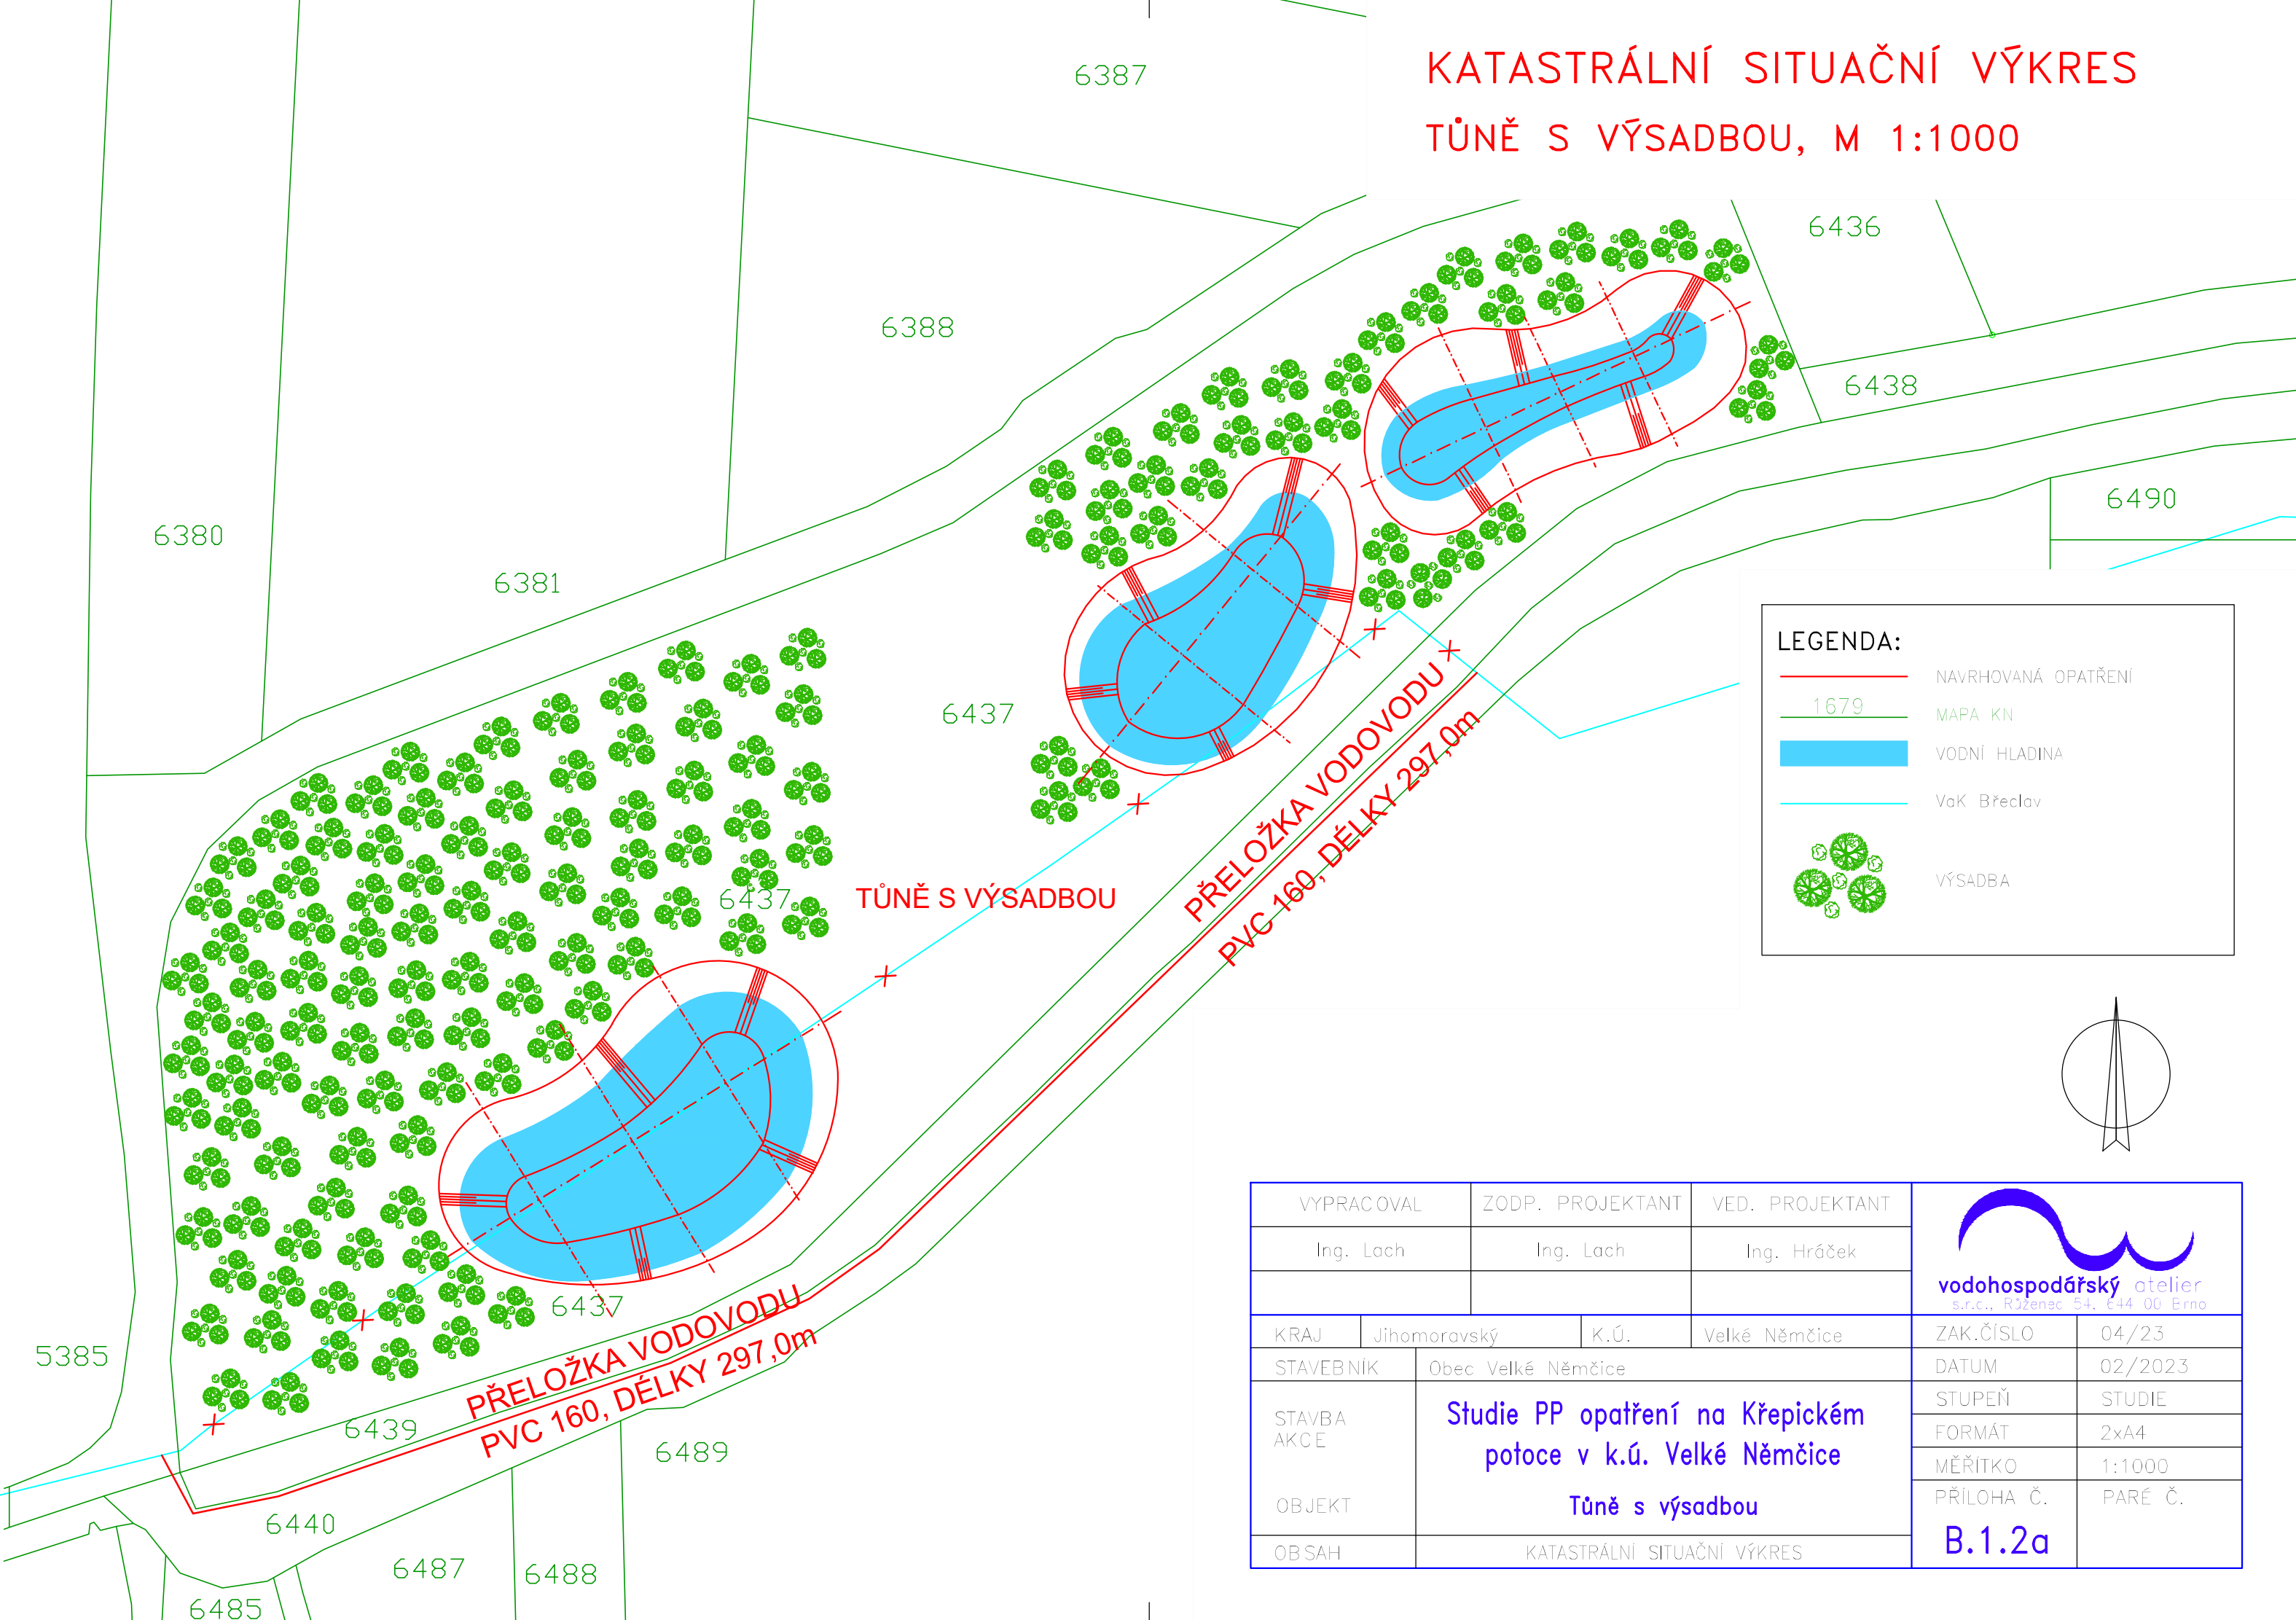 KATASTRÁLNÍ SITUAČNÍ VÝKRES
TŮNĚ S VÝSADBOU, M 1:1000
6387
6436
6388
6438
6380
6381
6490
6437
6437
TŮNĚ S VÝSADBOU
PŘELOŽKA VODOVODU
PVC 160, DÉLKY 297,0m
6437
PŘELOŽKA VODOVODU
PVC 160, DÉLKY 297,0m
5385
6439
6489
6440
6487
6488
6485
LEGENDA:
NAVRHOVANÁ OPATŘENÍ
1679
MAPA KN
VODNÍ HLADINA
VaK Břeclav
VÝSADBA
VYPRACOVAL ZODP. PROJEKTANT VED. PROJEKTANT
Ing. Lach Ing. Lach Ing. Hráček
vodohospodářský atelier
s.r.o., Růženec 54, 644 00 Brno
KRAJ Jihomoravský K.Ú. Velké Němčice
STAVEBNÍK Obec Velké Němčice
STAVBA
AKCE
Studie PP opatření na Křepickém
potoce v k.ú. Velké Němčice
OBJEKT Tůně s výsadbou
OBSAH KATASTRÁLNÍ SITUAČNÍ VÝKRES
ZAK.ČÍSLO 04/23
DATUM 02/2023
STUPEŇ STUDIE
FORMÁT 2xA4
MĚŘÍTKO 1:1000
PŘÍLOHA Č. PARÉ Č.
B.1.2a